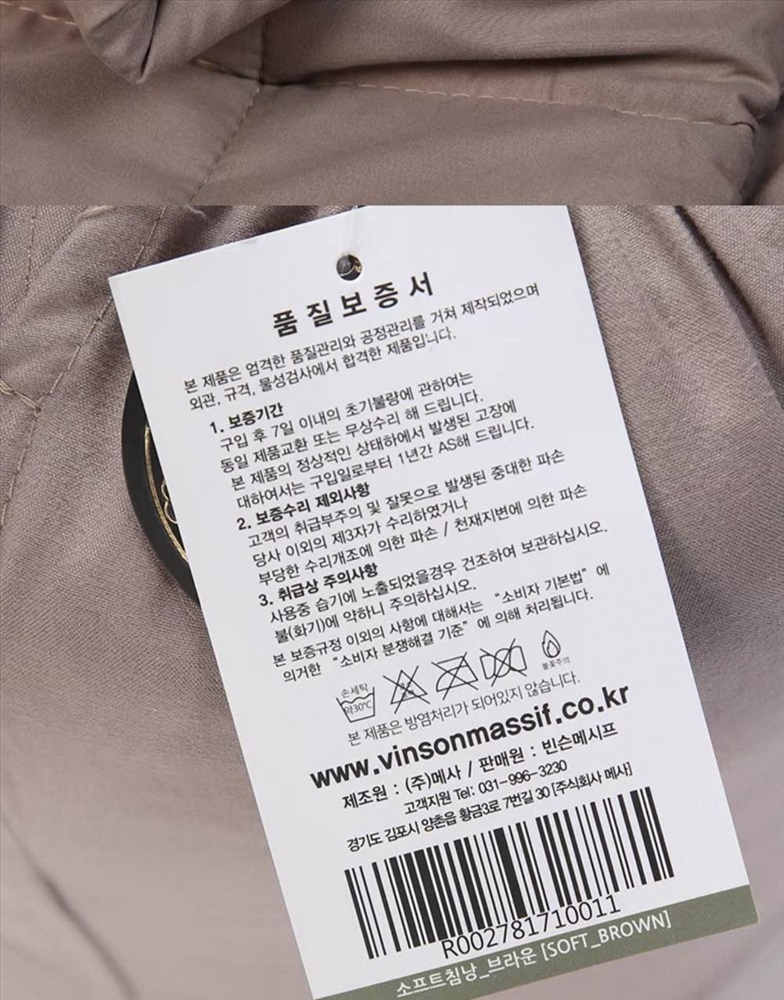 품질보증서
본 제품은 엄격한 품질관리와 공정관리를 거쳐 제작되었으며
외관, 규격, 물성검사에서 합격한 제품입니다.
1. 보증기간
구입 후 7일 이내의 초기불량에 관하여는
동일 제품교환 또는 무상수리 해 드립니다.
본 제품의 정상적인 상태하에서 발생된 고장에
대하여서는 구입일로부터 1년간 AS해 드립니다.
2. 보증수리 제외사항
고객의 취급부주의 및 잘못으로 발생된 중대한 파손
당사 이외의 제3자가 수리하였거나
부당한 수리개조에 의한 파손 / 천재지변에 의한 파손
3. 취급상 주의사항
사용중 습기에 노출되었을경우 건조하여 보관하십시오.
불(화기)에 약하니 주의하십시오.
본 보증규정 이외의 사항에 대해서는 "소비자 기본법" 에
의거한 "소비자 분쟁해결 기준" 에 의해 처리됩니다.
손세탁
약30℃
불꽃주의
본 제품은 방염처리가 되어있지 않습니다.
www.vinsonmassif.co.kr
제조원 : (주)메사 / 판매원 : 빈슨메시프
고객지원 Tel: 031-996-3230
경기도 김포시 양촌읍 황금3로 7번길 30 [주식회사 메사]
R002781710011
소프트침낭_브라운 [SOFT_BROWN]